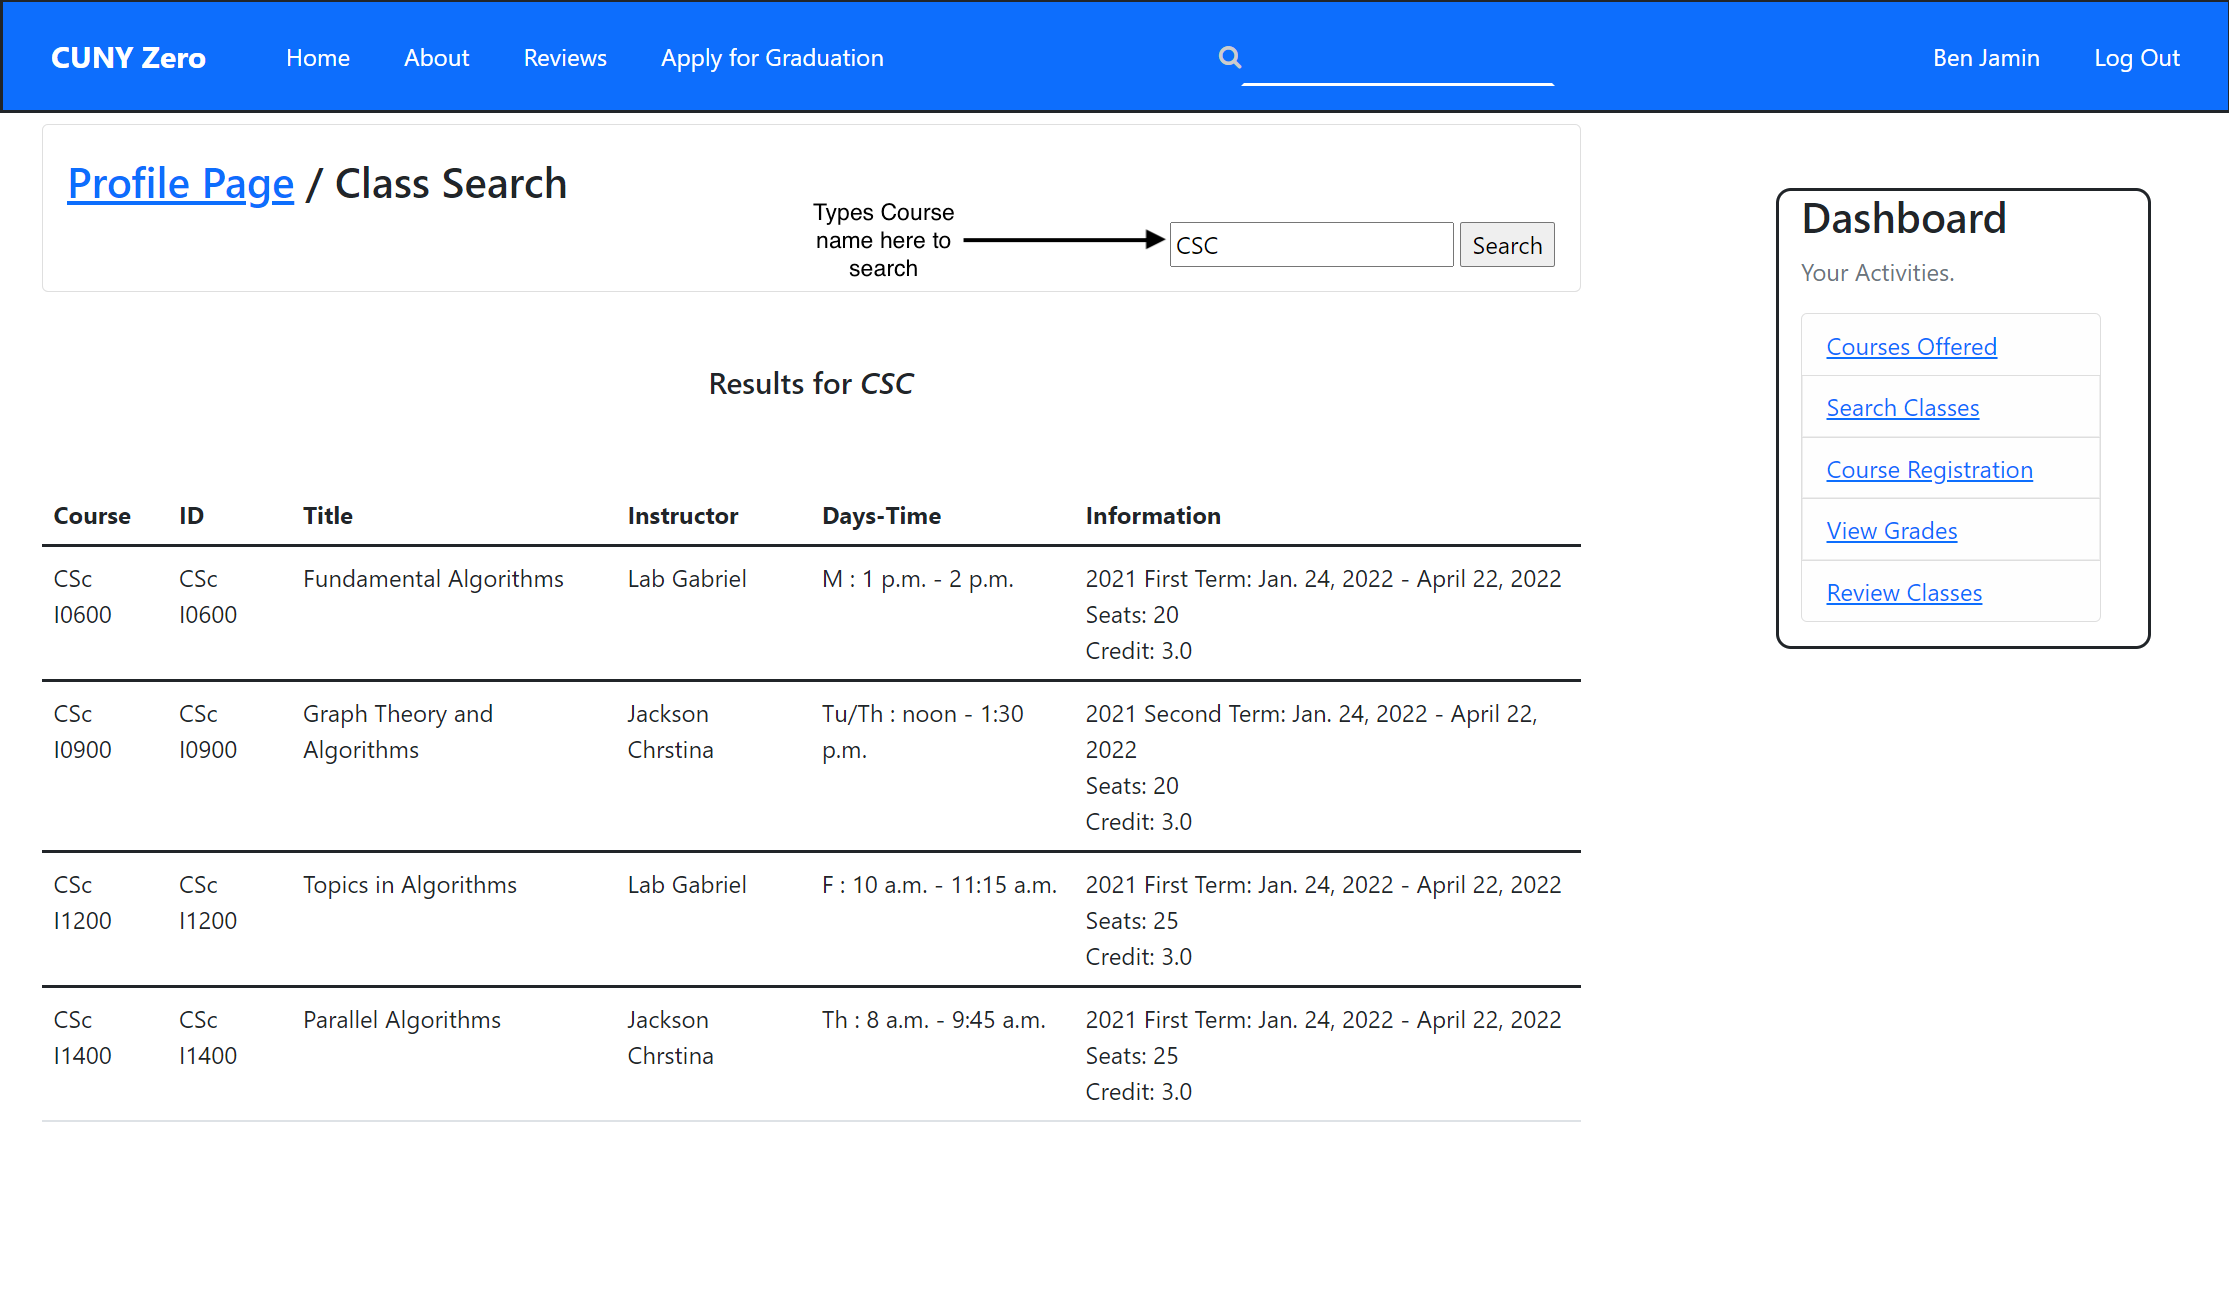 CUNY Zero Home About Reviews Apply for Graduation Ben Jamin Log Out
Profile Page / Class Search
Types Course
name here to
search
CSC Search
Results for CSC
Course ID Title Instructor Days-Time Information
CSc CSc Fundamental Algorithms Lab Gabriel M : 1 p.m. - 2 p.m. 2021 First Term: Jan. 24, 2022 - April 22, 2022
I0600 I0600 Seats: 20
Credit: 3.0
CSc CSc Graph Theory and Jackson Tu/Th : noon - 1:30 2021 Second Term: Jan. 24, 2022 - April 22,
I0900 I0900 Algorithms Chrstina p.m. 2022
Seats: 20
Credit: 3.0
CSc CSc Topics in Algorithms Lab Gabriel F : 10 a.m. - 11:15 a.m. 2021 First Term: Jan. 24, 2022 - April 22, 2022
I1200 I1200 Seats: 25
Credit: 3.0
CSc CSc Parallel Algorithms Jackson Th : 8 a.m. - 9:45 a.m. 2021 First Term: Jan. 24, 2022 - April 22, 2022
I1400 I1400 Chrstina Seats: 25
Credit: 3.0
Dashboard
Your Activities.
Courses Offered
Search Classes
Course Registration
View Grades
Review Classes